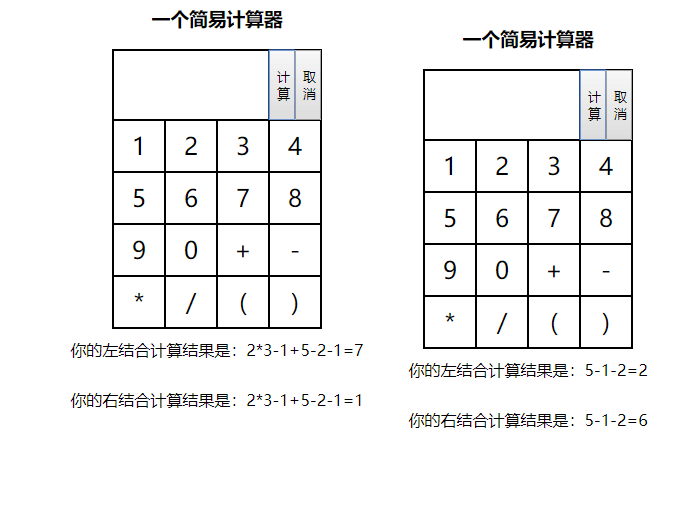 一个简易计算器
计算 取消
1 2 3 4
5 6 7 8
9 0 + -
* / ( )
你的左结合计算结果是：2*3-1+5-2-1=7
你的右结合计算结果是：2*3-1+5-2-1=1
一个简易计算器
计算 取消
1 2 3 4
5 6 7 8
9 0 + -
* / ( )
你的左结合计算结果是：5-1-2=2
你的右结合计算结果是：5-1-2=6